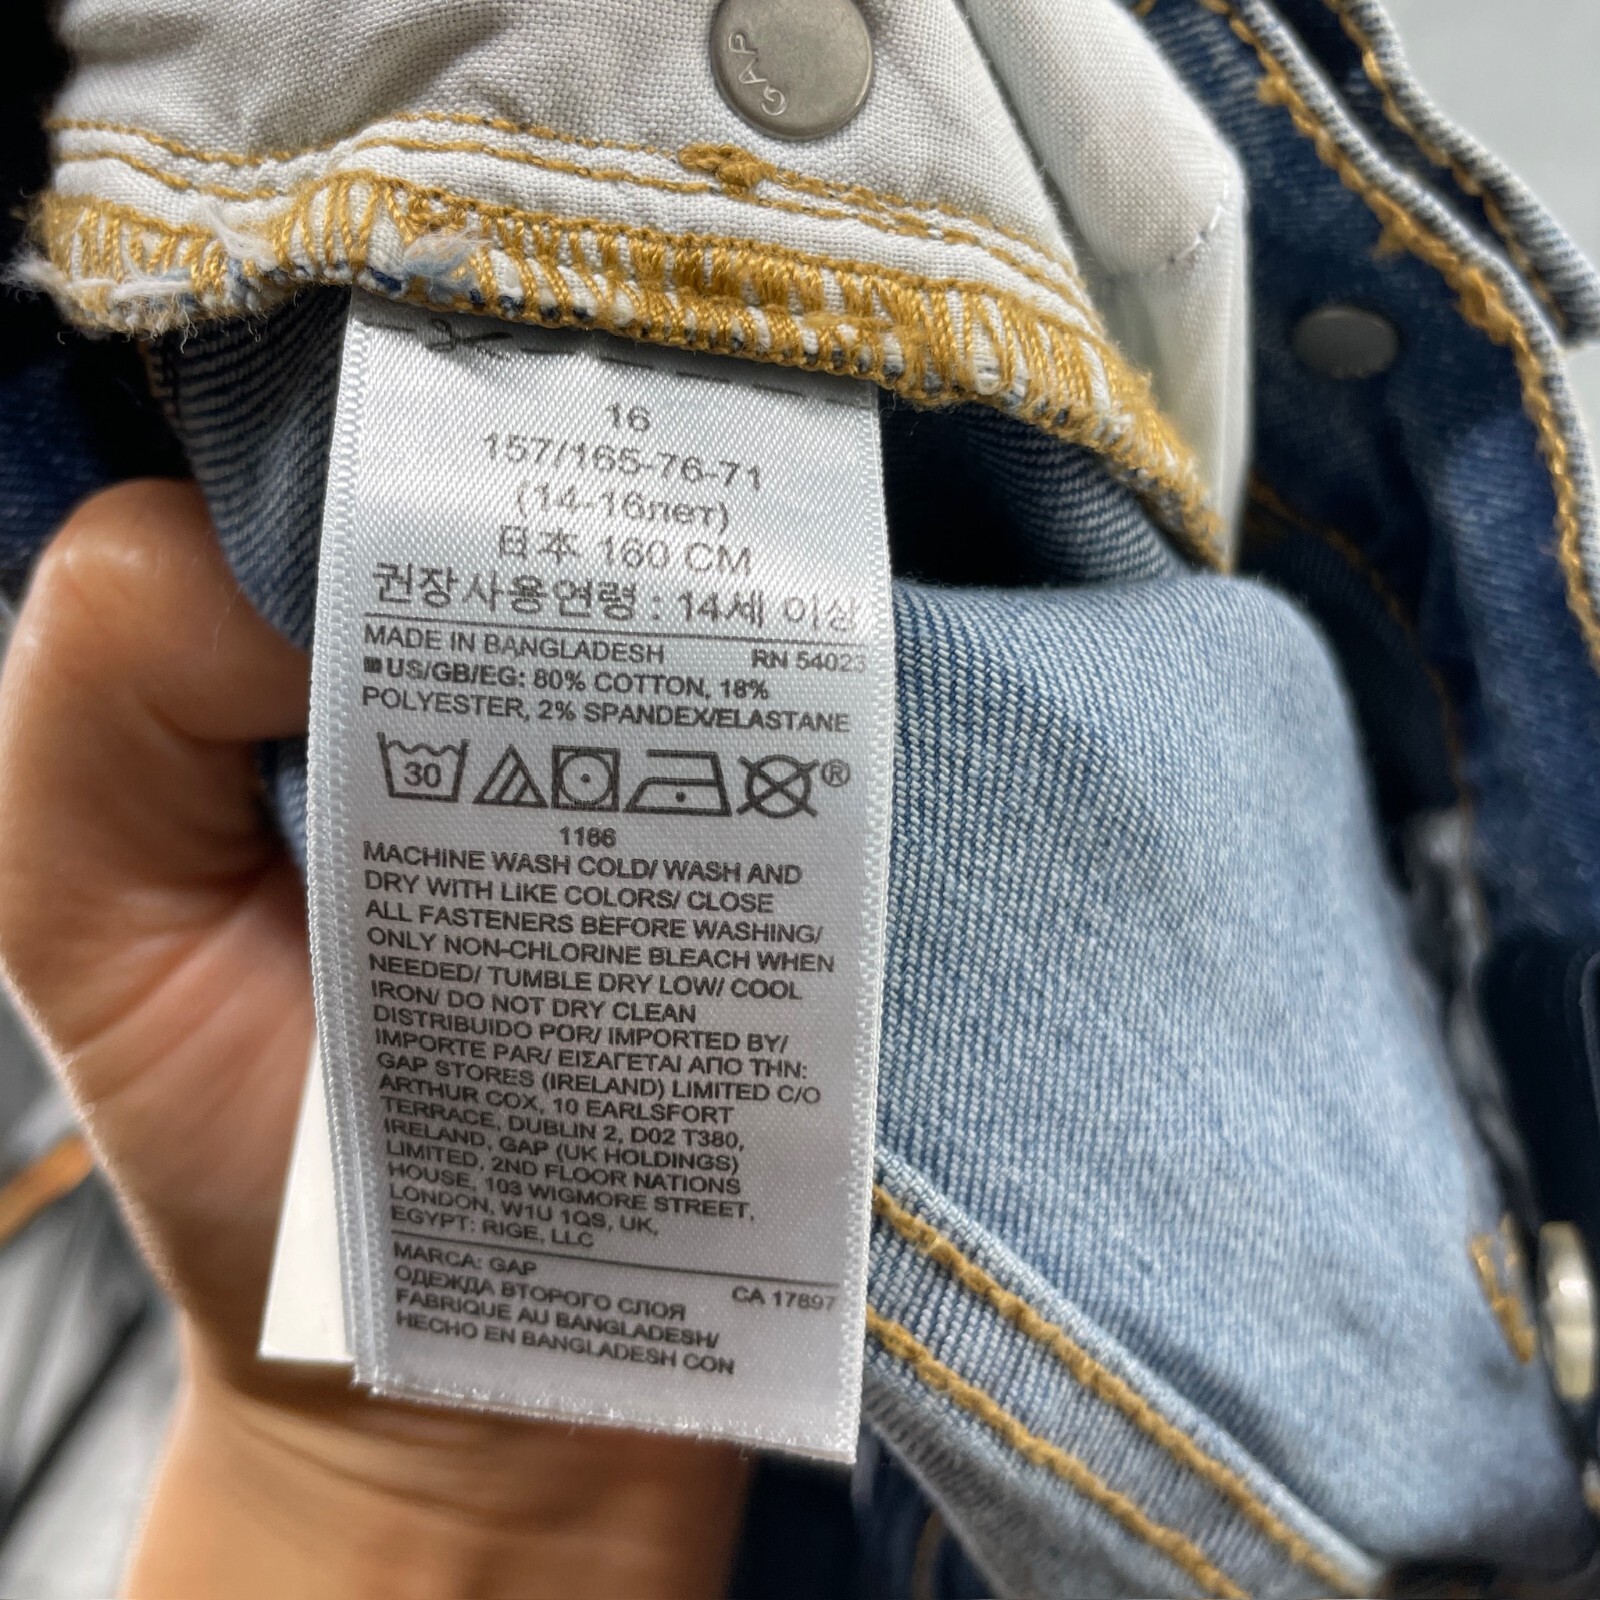 GAP
16
157/165-76-71
(14-16лет)
日本 160 CM
권장사용연령 : 14세 이상
MADE IN BANGLADESH RN 54023
US/GB/EG: 80% COTTON, 18%
POLYESTER, 2% SPANDEX/ELASTANE
30 ®
1186
MACHINE WASH COLD/ WASH AND
DRY WITH LIKE COLORS/ CLOSE
ALL FASTENERS BEFORE WASHING/
ONLY NON-CHLORINE BLEACH WHEN
NEEDED/ TUMBLE DRY LOW/ COOL
IRON/ DO NOT DRY CLEAN
DISTRIBUIDO POR/ IMPORTED BY/
IMPORTE PAR/ ΕΙΣΑΓΕΤΑΙ ΑΠΟ ΤΗΝ:
GAP STORES (IRELAND) LIMITED C/O
ARTHUR COX, 10 EARLSFORT
TERRACE, DUBLIN 2, D02 T380,
IRELAND, GAP (UK HOLDINGS)
LIMITED, 2ND FLOOR NATIONS
HOUSE, 103 WIGMORE STREET,
LONDON, W1U 1QS, UK,
EGYPT: RIGE, LLC
MARCA: GAP CA 17897
ОДЕЖДА ВТОРОГО СЛОЯ
FABRIQUE AU BANGLADESH/
HECHO EN BANGLADESH CON